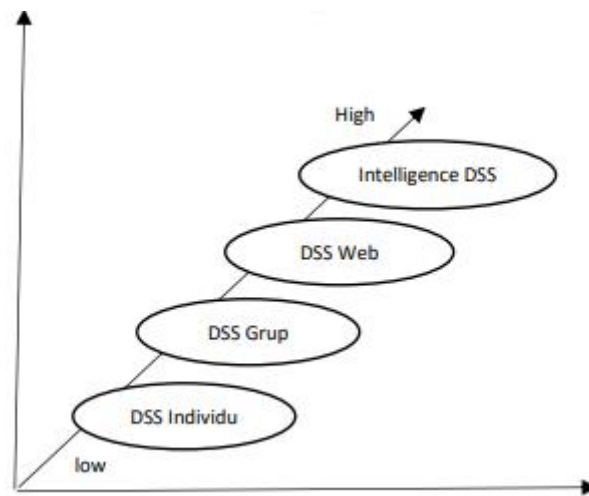 High
Intelligence DSS
DSS Web
DSS Grup
DSS Individu
low